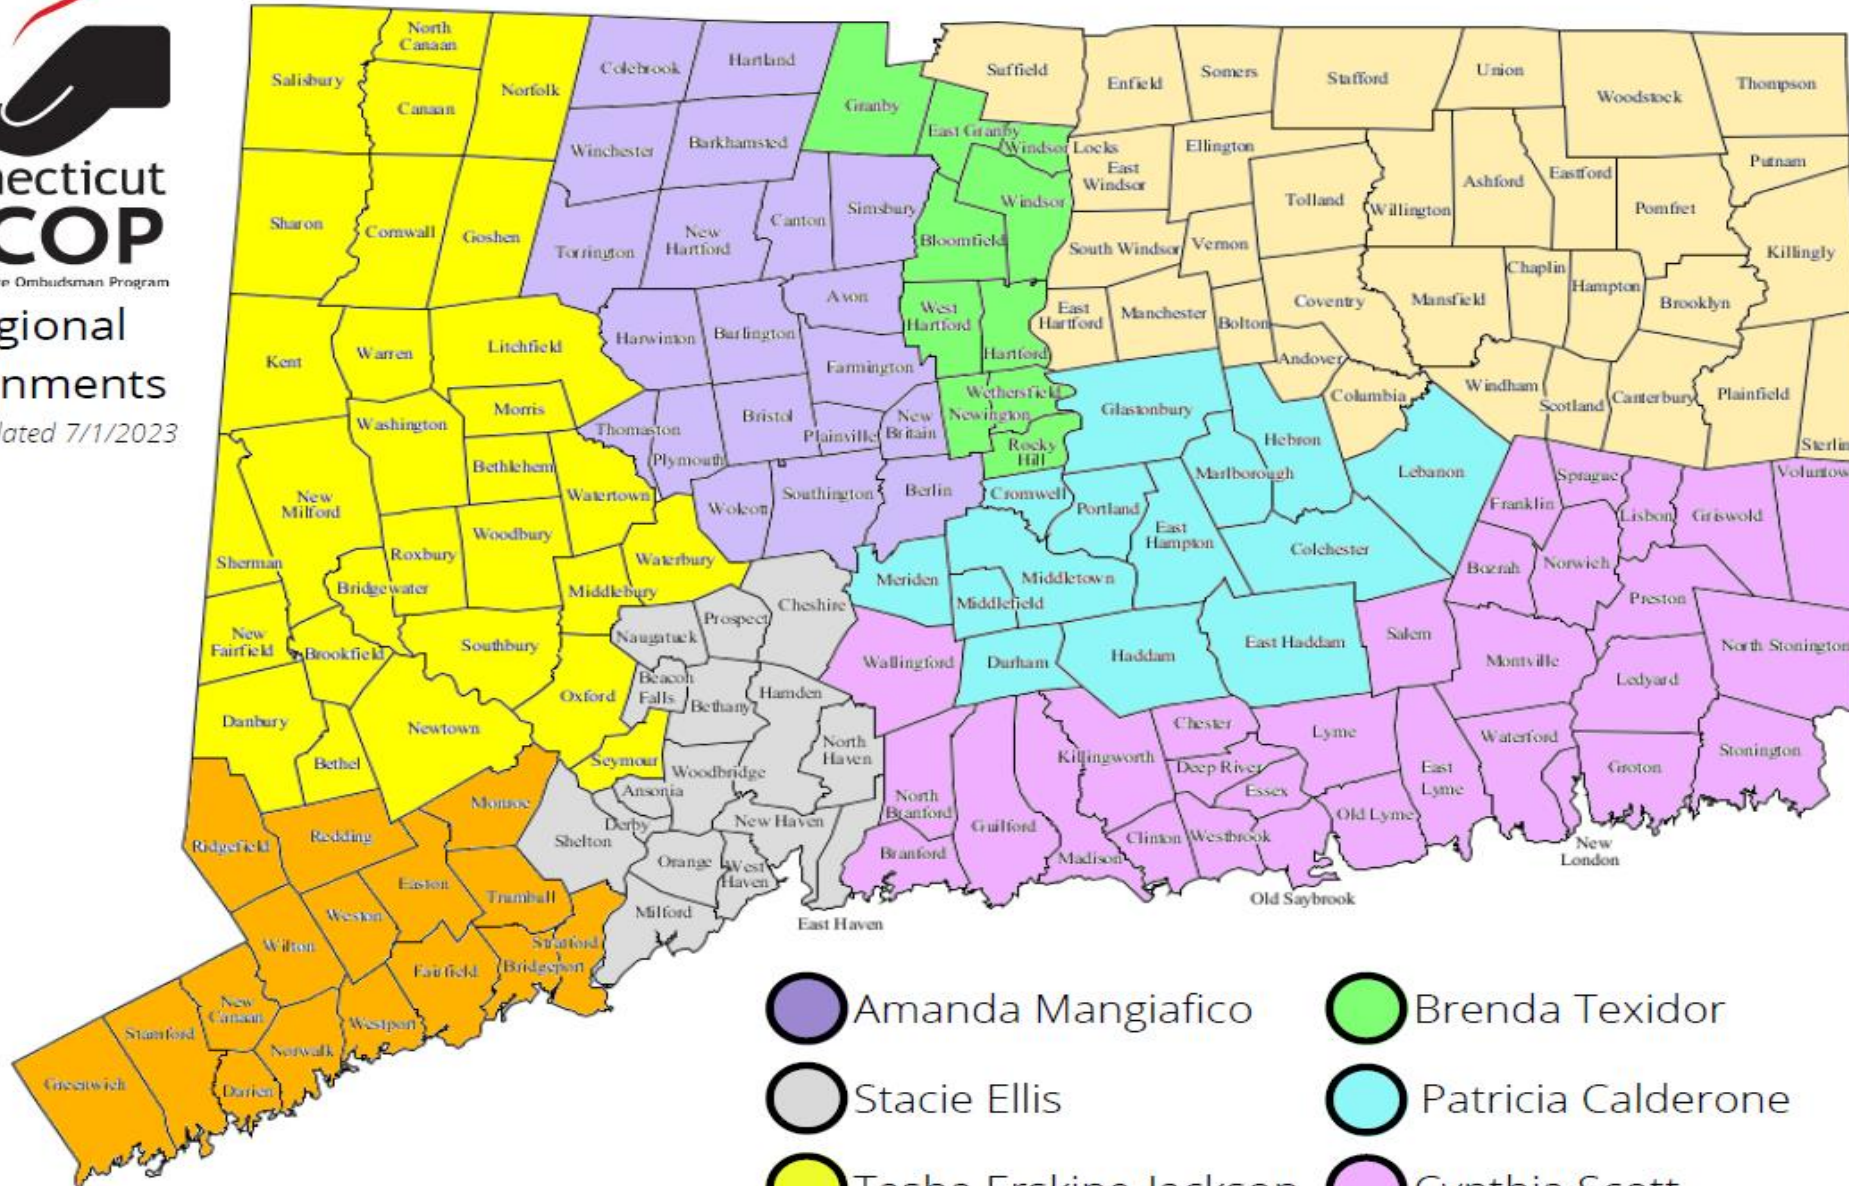 necticut
COP
re Ombudsman Program
gional
nments
lated 7/1/2023
North
Canaan
Salisbury
Canaan
Norfolk
Colebrook
Hartland
Granby
Suffield
Enfield
Somers
Stafford
Union
Woodstock
Thompson
Winchester
Barkhamsted
East Granby
Windsor Locks
East
Windsor
Ellington
Tolland
Willington
Ashford
Eastford
Pomfret
Putnam
Sharon
Cornwall
Goshen
Torrington
New
Hartford
Canton
Simsbury
Bloomfield
Windsor
South Windsor
Vernon
Killingly
Kent
Warren
Litchfield
Harwinton
Burlington
Avon
Farmington
West
Hartford
Hartford
East
Hartford
Manchester
Bolton
Coventry
Andover
Mansfield
Chaplin
Hampton
Brooklyn
Washington
Morris
Bethlehem
Watertown
Thomaston
Plymouth
Bristol
Plainville
New
Britain
Wethersfield
Newington
Rocky
Hill
Glastonbury
Hebron
Marlborough
Columbia
Lebanon
Windham
Scotland
Canterbury
Plainfield
Sterlin
New
Milford
Sherman
Bridgewater
Roxbury
Woodbury
Middlebury
Waterbury
Wolcott
Southington
Berlin
Cromwell
Portland
East
Hampton
Colchester
Franklin
Sprague
Lisbon
Griswold
Voluntow
Bozrah
Norwich
Preston
New
Fairfield
Brookfield
Southbury
Oxford
Naugatuck
Prospect
Cheshire
Meriden
Middletown
Middlefield
Wallingford
Durham
Haddam
East Haddam
Salem
Montville
Ledyard
North Stonington
Danbury
Bethel
Newtown
Seymour
Beacon
Falls
Bethany
Hamden
North
Haven
Woodbridge
Ansonia
Derby
New Haven
North
Branford
Guilford
Killingworth
Chester
Deep River
Essex
Lyme
East
Lyme
Waterford
Groton
Stonington
Ridgefield
Redding
Monroe
Shelton
Orange
West
Haven
Milford
East Haven
Branford
Madison
Clinton
Westbrook
Old Lyme
Old Saybrook
New
London
Easton
Trumbull
Weston
Wilton
Stratford
Bridgeport
Fairfield
New
Canaan
Westport
Stamford
Norwalk
Greenwich
Darien
Amanda Mangiafico
Brenda Texidor
Stacie Ellis
Patricia Calderone
Tasha Erskine-Jackson
Cynthia Scott